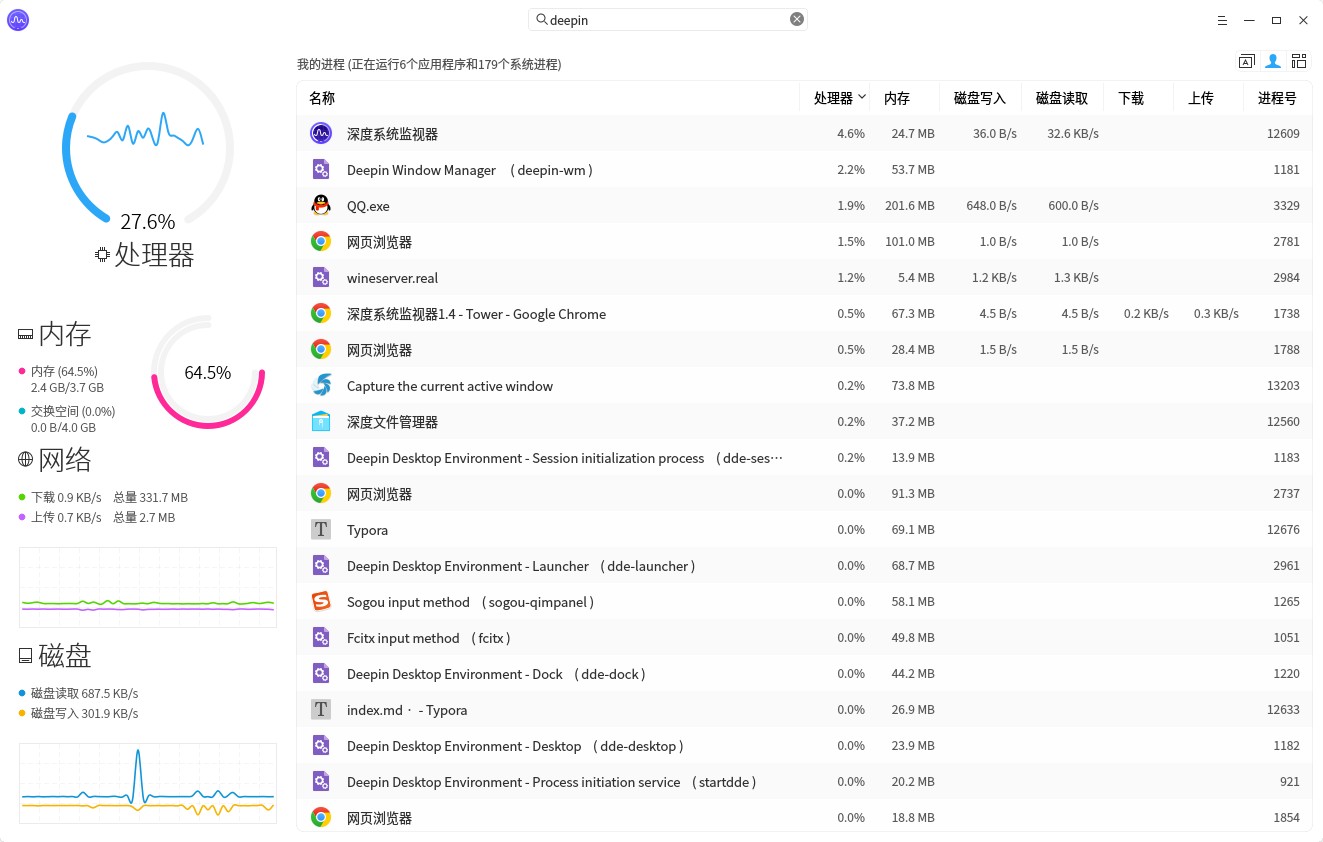 deepin
27.6%
处理器
内存
内存 (64.5%)
2.4 GB/3.7 GB
交换空间 (0.0%)
0.0 B/4.0 GB
64.5%
网络
下载 0.9 KB/s 总量 331.7 MB
上传 0.7 KB/s 总量 2.7 MB
磁盘
磁盘读取 687.5 KB/s
磁盘写入 301.9 KB/s
我的进程 (正在运行6个应用程序和179个系统进程)
名称 处理器 内存 磁盘写入 磁盘读取 下载 上传 进程号
深度系统监视器 4.6% 24.7 MB 36.0 B/s 32.6 KB/s 12609
Deepin Window Manager ( deepin-wm ) 2.2% 53.7 MB 1181
QQ.exe 1.9% 201.6 MB 648.0 B/s 600.0 B/s 3329
网页浏览器 1.5% 101.0 MB 1.0 B/s 1.0 B/s 2781
wineserver.real 1.2% 5.4 MB 1.2 KB/s 1.3 KB/s 2984
深度系统监视器1.4 - Tower - Google Chrome 0.5% 67.3 MB 4.5 B/s 4.5 B/s 0.2 KB/s 0.3 KB/s 1738
网页浏览器 0.5% 28.4 MB 1.5 B/s 1.5 B/s 1788
Capture the current active window 0.2% 73.8 MB 13203
深度文件管理器 0.2% 37.2 MB 12560
Deepin Desktop Environment - Session initialization process ( dde-ses… 0.2% 13.9 MB 1183
网页浏览器 0.0% 91.3 MB 2737
Typora 0.0% 69.1 MB 12676
Deepin Desktop Environment - Launcher ( dde-launcher ) 0.0% 68.7 MB 2961
Sogou input method ( sogou-qimpanel ) 0.0% 58.1 MB 1265
Fcitx input method ( fcitx ) 0.0% 49.8 MB 1051
Deepin Desktop Environment - Dock ( dde-dock ) 0.0% 44.2 MB 1220
index.md · - Typora 0.0% 26.9 MB 12633
Deepin Desktop Environment - Desktop ( dde-desktop ) 0.0% 23.9 MB 1182
Deepin Desktop Environment - Process initiation service ( startdde ) 0.0% 20.2 MB 921
网页浏览器 0.0% 18.8 MB 1854